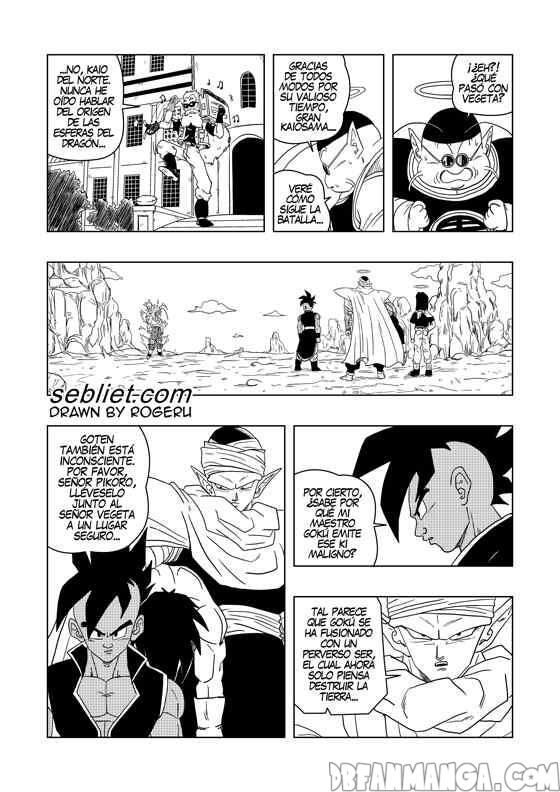 ...NO, KAIO
DEL NORTE.
NUNCA HE
OÍDO HABLAR
DEL ORIGEN
DE LAS
ESFERAS DEL
DRAGÓN...
GRACIAS
DE TODOS
MODOS POR
SU VALIOSO
TIEMPO,
GRAN
KAIOSAMA...
VERÉ
CÓMO
SIGUE LA
BATALLA...
¡¿EH?!
¿QUÉ
PASÓ CON
VEGETA?
sebliet.com
DRAWN BY ROGERU
GOTEN
TAMBIÉN ESTÁ
INCONSCIENTE.
POR FAVOR,
SEÑOR PIKORO,
LLÉVESELO
JUNTO AL
SEÑOR VEGETA
A UN LUGAR
SEGURO...
POR CIERTO,
¿SABE POR
QUÉ MI
MAESTRO
GOKÚ EMITE
ESE KI
MALIGNO?
TAL PARECE
QUE GOKÚ SE
HA FUSIONADO
CON UN
PERVERSO SER,
EL CUAL AHORA
SOLO PIENSA
DESTRUIR LA
TIERRA...
DBFANMANGA.COM